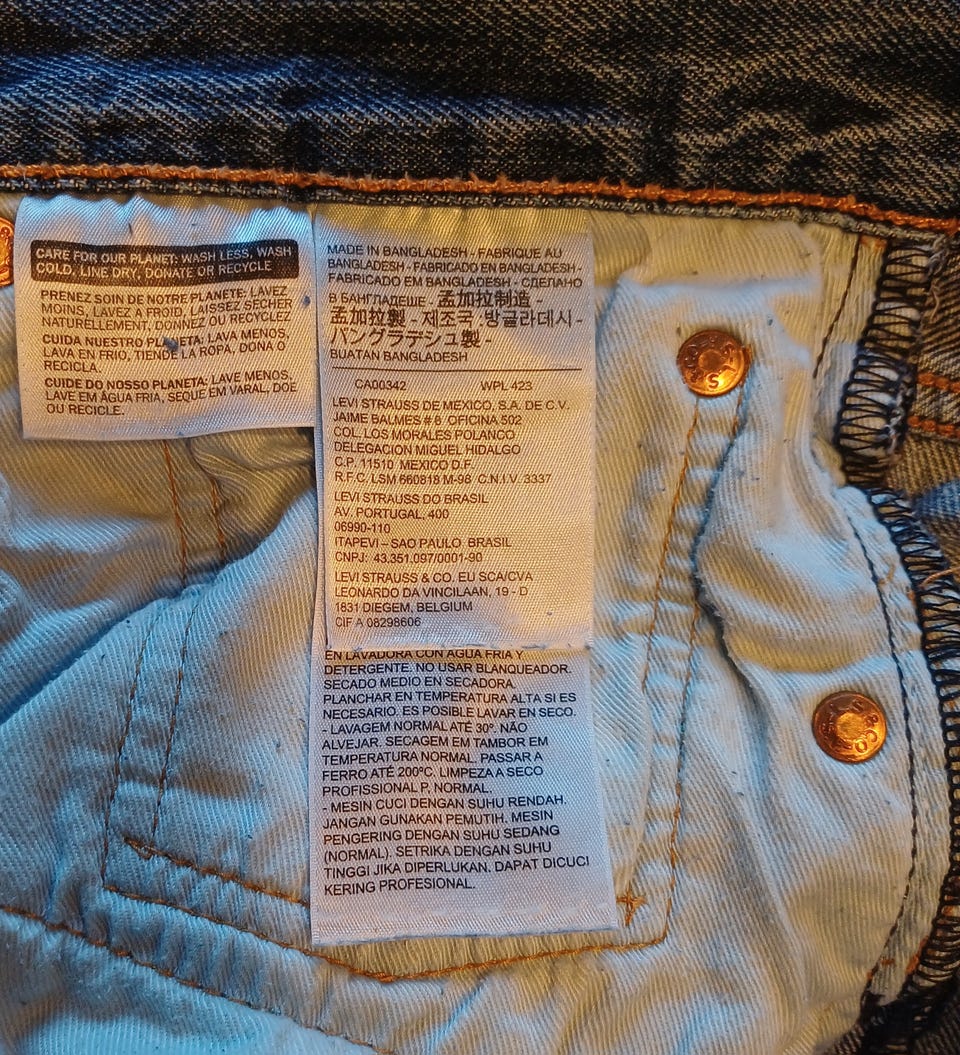 CARE FOR OUR PLANET: WASH LESS, WASH
COLD, LINE DRY, DONATE OR RECYCLE
PRENEZ SOIN DE NOTRE PLANETE: LAVEZ
MOINS, LAVEZ A FROID, LAISSEZ SECHER
NATURELLEMENT, DONNEZ OU RECYCLEZ
CUIDA NUESTRO PLANETA: LAVA MENOS,
LAVA EN FRIO, TIENDE LA ROPA, DONA O
RECICLA.
CUIDE DO NOSSO PLANETA: LAVE MENOS,
LAVE EM ÁGUA FRIA, SEQUE EM VARAL, DOE
OU RECICLE.
MADE IN BANGLADESH - FABRIQUE AU
BANGLADESH - FABRICADO EN BANGLADESH -
FABRICADO EM BANGLADESH - СДЕЛАНО
В БАНГЛАДЕШЕ - 孟加拉制造 -
孟加拉製 - 제조국 :방글라데시 -
バングラデシュ製 -
BUATAN BANGLADESH
CA00342 WPL 423
LEVI STRAUSS DE MEXICO, S.A. DE C.V.
JAIME BALMES # 8 OFICINA 502
COL. LOS MORALES POLANCO
DELEGACION MIGUEL HIDALGO
C.P. 11510 MEXICO D.F.
R.F.C. LSM 660818 M-98 C.N.I.V. 3337
LEVI STRAUSS DO BRASIL
AV. PORTUGAL, 400
06990-110
ITAPEVI – SAO PAULO BRASIL
CNPJ: 43.351.097/0001-90
LEVI STRAUSS & CO. EU SCA/CVA
LEONARDO DA VINCILAAN, 19 - D
1831 DIEGEM, BELGIUM
CIF A 08298606
EN LAVADORA CON AGUA FRIA Y
DETERGENTE. NO USAR BLANQUEADOR.
SECADO MEDIO EN SECADORA.
PLANCHAR EN TEMPERATURA ALTA SI ES
NECESARIO. ES POSIBLE LAVAR EN SECO.
- LAVAGEM NORMAL ATÉ 30º. NÃO
ALVEJAR. SECAGEM EM TAMBOR EM
TEMPERATURA NORMAL. PASSAR A
FERRO ATÉ 200ºC. LIMPEZA A SECO
PROFISSIONAL P, NORMAL.
- MESIN CUCI DENGAN SUHU RENDAH.
JANGAN GUNAKAN PEMUTIH. MESIN
PENGERING DENGAN SUHU SEDANG
(NORMAL). SETRIKA DENGAN SUHU
TINGGI JIKA DIPERLUKAN. DAPAT DICUCI
KERING PROFESIONAL.